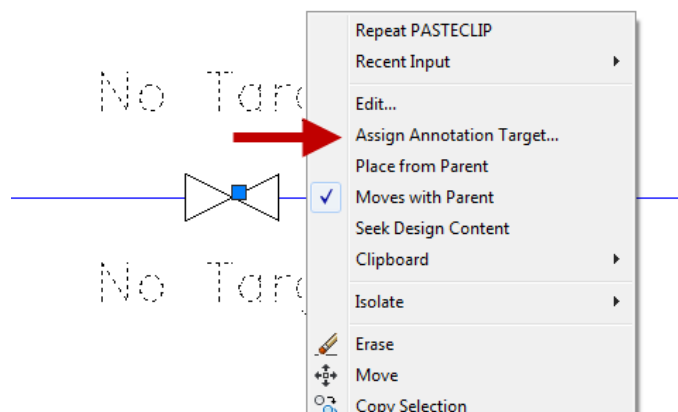 Repeat PASTECLIP
Recent Input
No Targ
Edit...
Assign Annotation Target...
Place from Parent
Moves with Parent
Seek Design Content
Clipboard
No Targ
Isolate
Erase
Move
Copy Selection